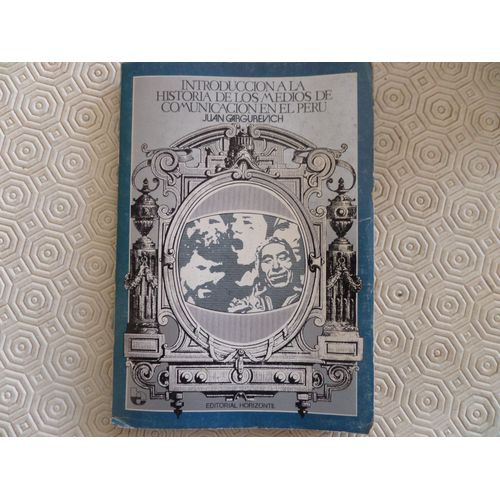 INTRODUCCION A LA
HISTORIA DE LOS MEDIOS DE
COMUNICACION EN EL PERU
JUAN GARGUREVICH
EDITORIAL HORIZONTE